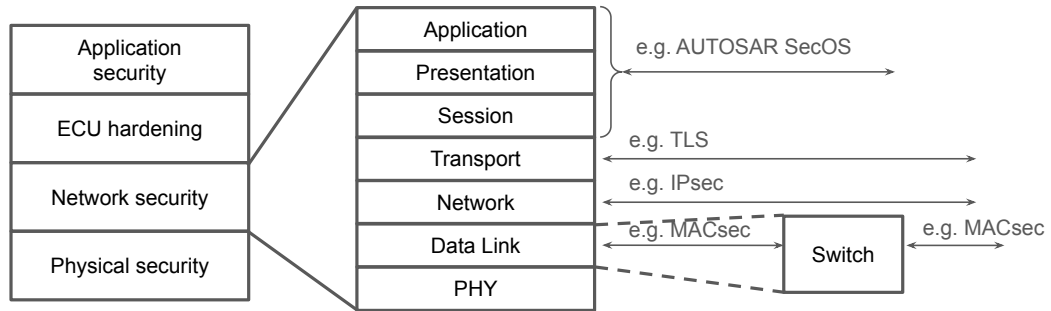 Application
security
ECU hardening
Network security
Physical security
Application
Presentation
Session
Transport
Network
Data Link
PHY
e.g. AUTOSAR SecOS
e.g. TLS
e.g. IPsec
e.g. MACsec
Switch
e.g. MACsec